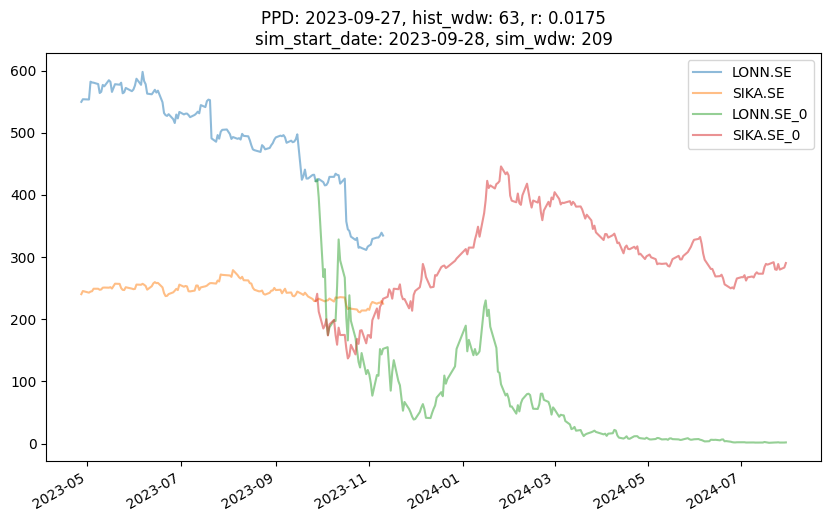 PPD: 2023-09-27, hist_wdw: 63, r: 0.0175
sim_start_date: 2023-09-28, sim_wdw: 209
LONN.SE
SIKA.SE
LONN.SE_0
SIKA.SE_0
600
500
400
300
200
100
0
2023-05
2023-07
2023-09
2023-11
2024-01
2024-03
2024-05
2024-07